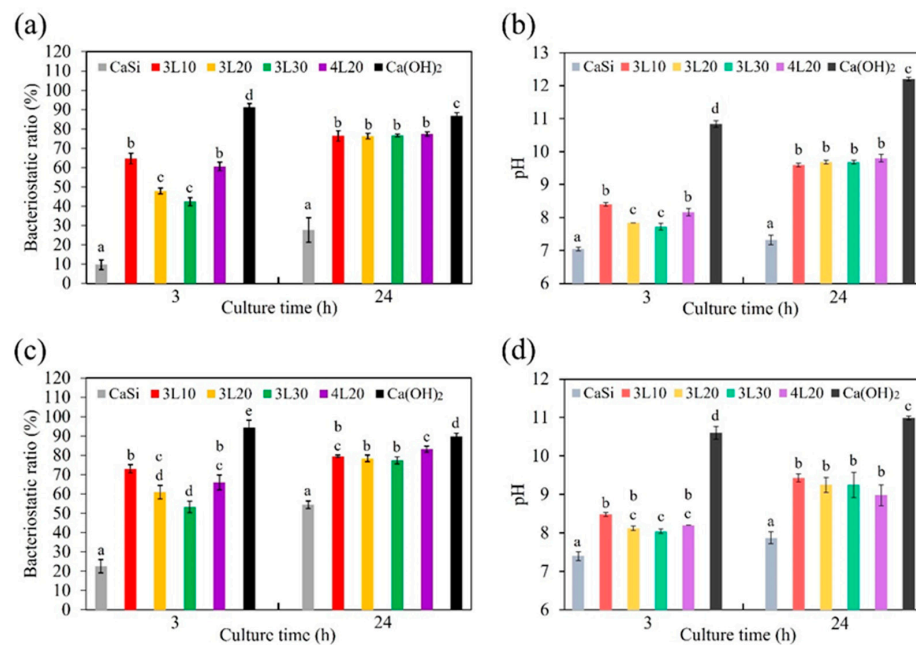 (a)
120
110
100
90
80
70
60
50
40
30
20
10
0
Bacteriostatic ratio (%)
CaSi 3L10 3L20 3L30 4L20 Ca(OH)₂
a b c c b d
a b b b b c
3 24
Culture time (h)
(b)
13
12
11
10
9
8
7
6
pH
CaSi 3L10 3L20 3L30 4L20 Ca(OH)₂
a b c c b d
a b b b b c
3 24
Culture time (h)
(c)
120
110
100
90
80
70
60
50
40
30
20
10
0
Bacteriostatic ratio (%)
CaSi 3L10 3L20 3L30 4L20 Ca(OH)₂
a b c d d b c e
a b c b b c d
3 24
Culture time (h)
(d)
12
11
10
9
8
7
6
pH
CaSi 3L10 3L20 3L30 4L20 Ca(OH)₂
a b b c c b c d
a b b b b c
3 24
Culture time (h)